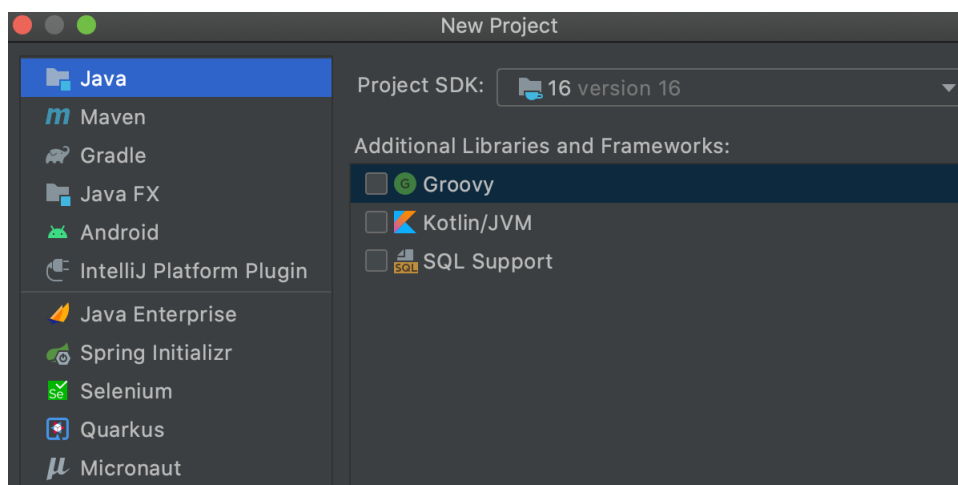 New Project
Java
Maven
Gradle
Java FX
Android
IntelliJ Platform Plugin
Java Enterprise
Spring Initializr
Selenium
Quarkus
Micronaut
Project SDK: 16 version 16
Additional Libraries and Frameworks:
G Groovy
Kotlin/JVM
SQL SQL Support